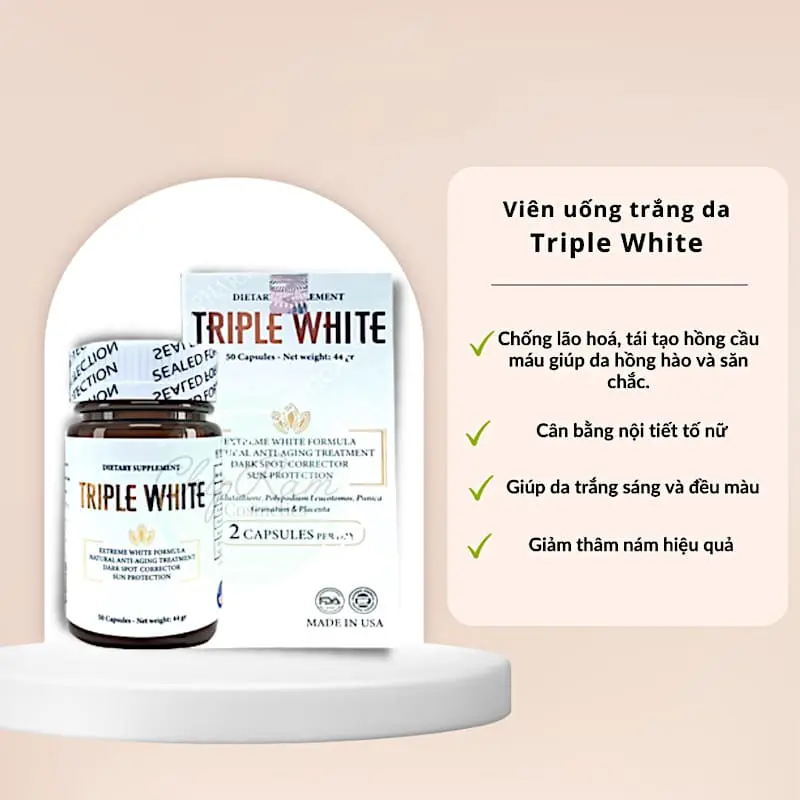 DIETARY SUPPLEMENT
TRIPLE WHITE
50 Capsules - Net weight: 44 gr
EXTREME WHITE FORMULA
NATURAL ANTI-AGING TREATMENT
DARK SPOT CORRECTOR
SUN PROTECTION
Glutathione, Polypodium Leucotomos, Punica
Granatum & Placenta
2 CAPSULES PER DAY
FDA
MADE IN USA
SEALED FOR
DIETARY SUPPLEMENT
TRIPLE WHITE
EXTREME WHITE FORMULA
NATURAL ANTI-AGING TREATMENT
DARK SPOT CORRECTOR
SUN PROTECTION
50 Capsules - Net weight: 44 gr
Viên uống trắng da
Triple White
Chống lão hoá, tái tạo hồng cầu
máu giúp da hồng hào và săn
chắc.
Cân bằng nội tiết tố nữ
Giúp da trắng sáng và đều màu
Giảm thâm nám hiệu quả